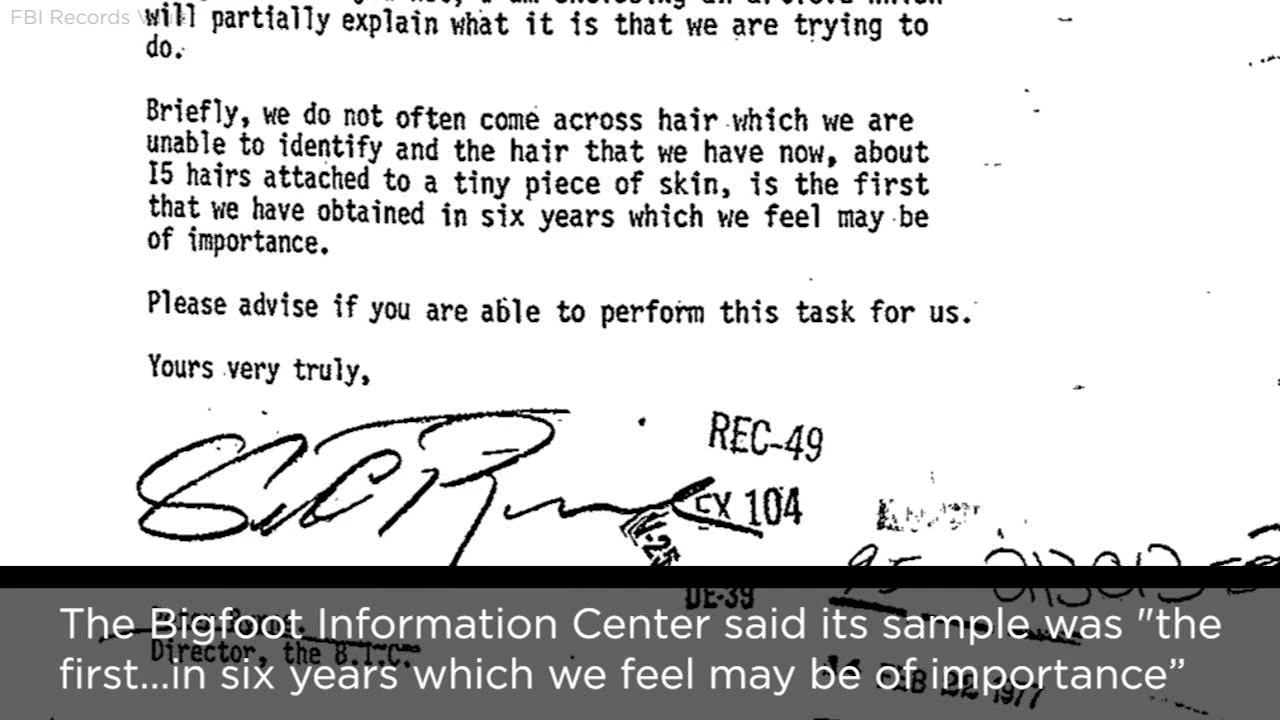 FBI Records
will partially explain what it is that we are trying to
do.
Briefly, we do not often come across hair which we are
unable to identify and the hair that we have now, about
I5 hairs attached to a tiny piece of skin, is the first
that we have obtained in six years which we feel may be
of importance.
Please advise if you are able to perform this task for us.
Yours very truly,
REC-49
EX 104
DE-39
Director, the B.I.C.
FEB 22 1977
The Bigfoot Information Center said its sample was "the
first...in six years which we feel may be of importance”